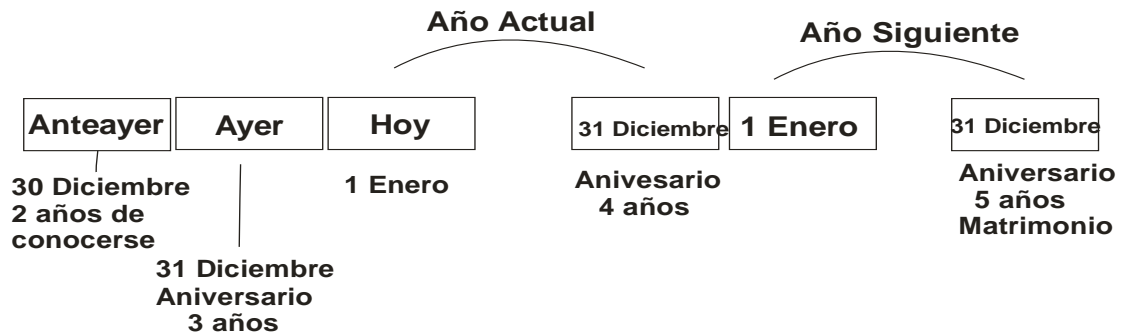 Año Actual
Año Siguiente
Anteayer
Ayer
Hoy
31 Diciembre
1 Enero
31 Diciembre
30 Diciembre
2 años de
conocerse
31 Diciembre
Aniversario
3 años
1 Enero
Anivesario
4 años
Aniversario
5 años
Matrimonio